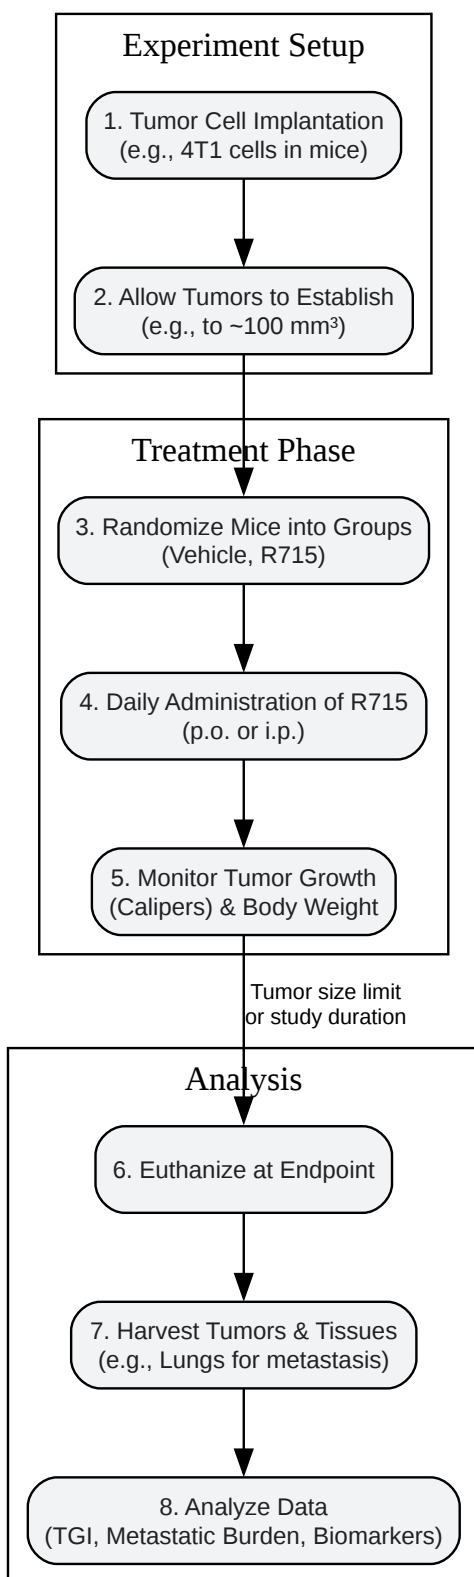 Experiment Setup
1. Tumor Cell Implantation
(e.g., 4T1 cells in mice)
2. Allow Tumors to Establish
(e.g., to ~100 mm³)
Treatment Phase
3. Randomize Mice into Groups
(Vehicle, R715)
4. Daily Administration of R715
(p.o. or i.p.)
5. Monitor Tumor Growth
(Calipers) & Body Weight
Tumor size limit
or study duration
Analysis
6. Euthanize at Endpoint
7. Harvest Tumors & Tissues
(e.g., Lungs for metastasis)
8. Analyze Data
(TGI, Metastatic Burden, Biomarkers)